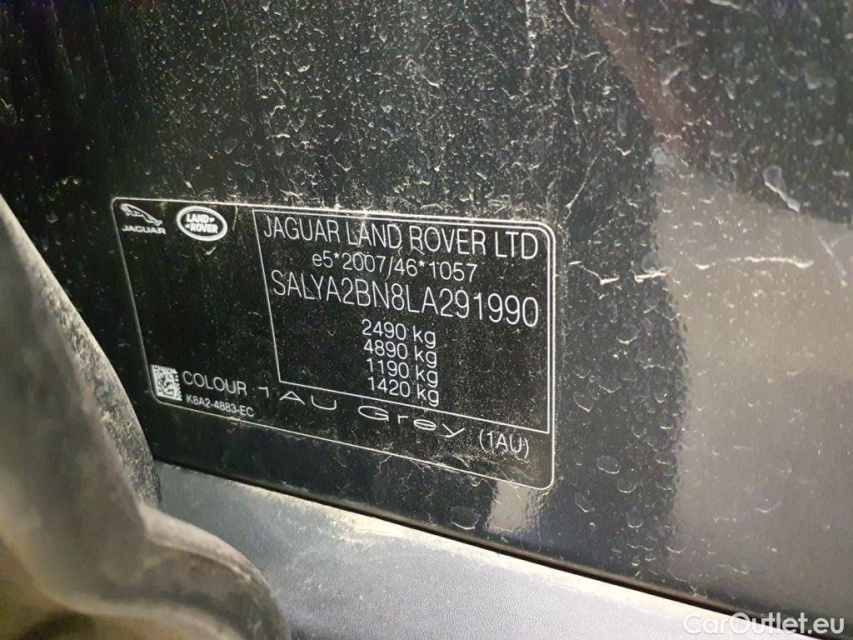 JAGUAR
LAND ROVER
JAGUAR LAND ROVER LTD
e5*2007/46*1057
SALYA2BN8LA291990
2490 kg
4890 kg
1190 kg
1420 kg
COLOUR 1AU Grey (1AU)
K8A2-4883-EC
CarOutlet.eu